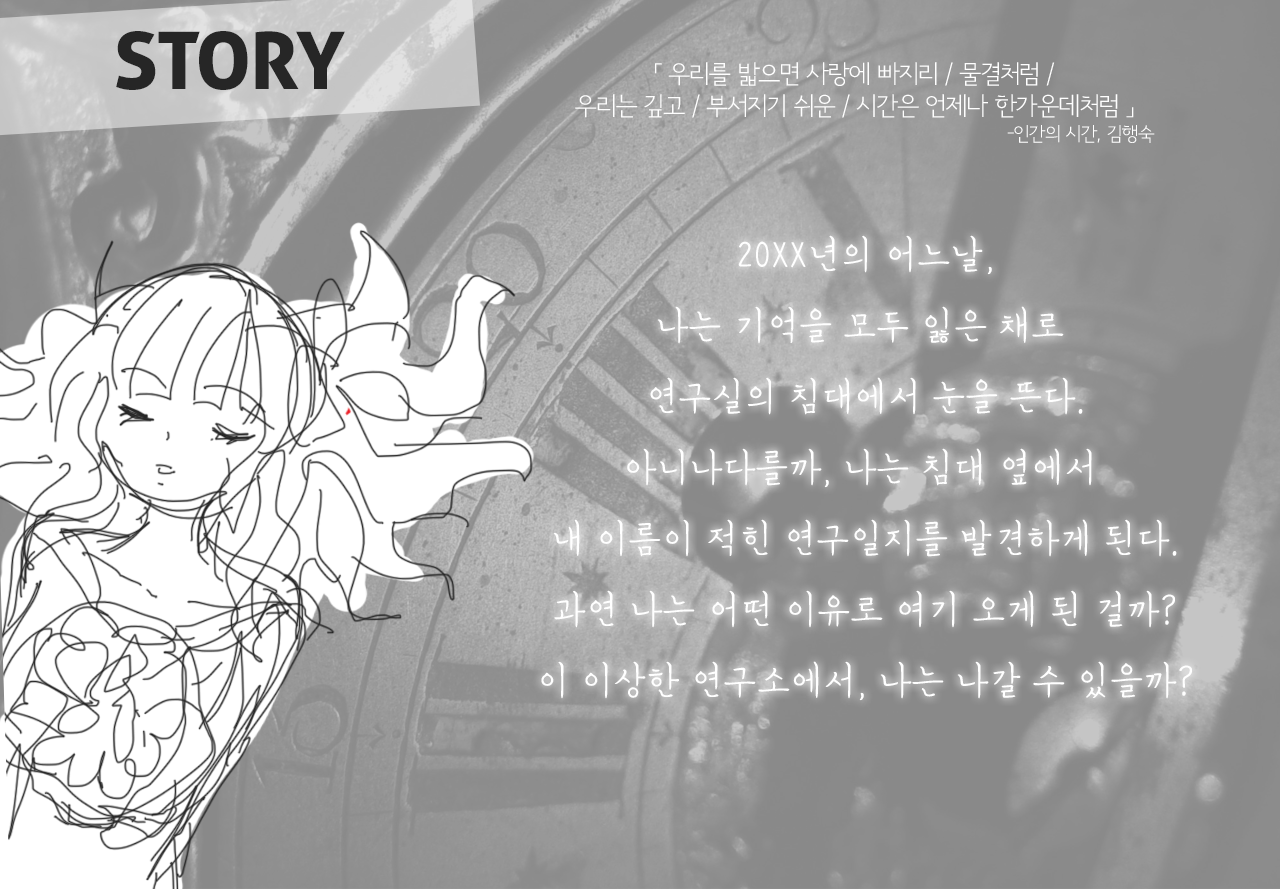 STORY
「 우리를 밟으면 사랑에 빠지리 / 물결처럼 /
우리는 깊고 / 부서지기 쉬운 / 시간은 언제나 한가운데처럼 」
-인간의 시간, 김행숙
20XX년의 어느날,
나는 기억을 모두 잃은 채로
연구실의 침대에서 눈을 뜬다.
아니나다를까, 나는 침대 옆에서
내 이름이 적힌 연구일지를 발견하게 된다.
과연 나는 어떤 이유로 여기 오게 된 걸까?
이 이상한 연구소에서, 나는 나갈 수 있을까?